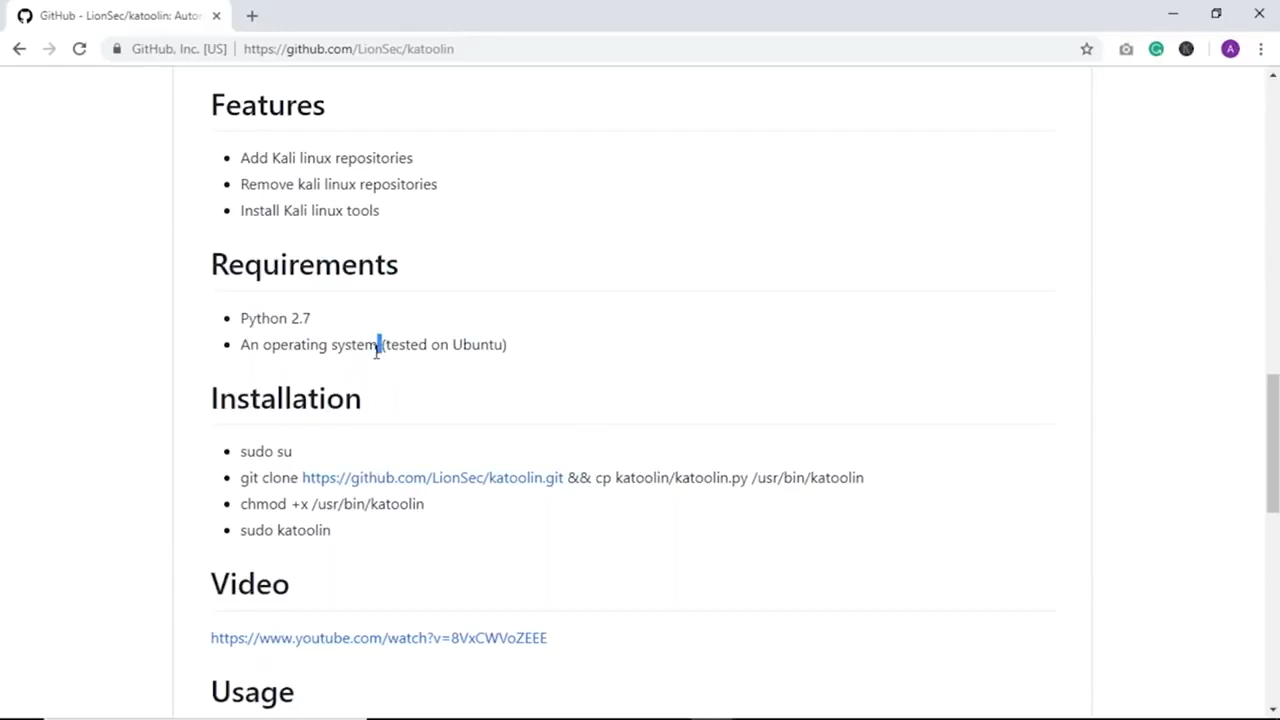 GitHub - LionSec/katoolin: Autor
GitHub, Inc. [US] https://github.com/LionSec/katoolin
A
Features
Add Kali linux repositories
Remove kali linux repositories
Install Kali linux tools
Requirements
Python 2.7
An operating system (tested on Ubuntu)
Installation
sudo su
git clone https://github.com/LionSec/katoolin.git && cp katoolin/katoolin.py /usr/bin/katoolin
chmod +x /usr/bin/katoolin
sudo katoolin
Video
https://www.youtube.com/watch?v=8VxCWVoZEEE
Usage